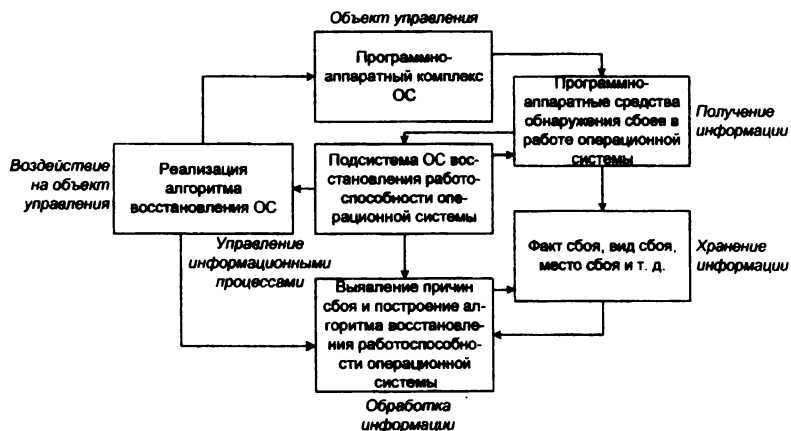 Объект управления
Программно-
аппаратный комплекс
ОС
Программно-
аппаратные средства
обнаружения сбоев в
работе операционной
системы
Получение
информации
Воздействие
на объект
управления
Реализация
алгоритма
восстановления ОС
Подсистема ОС вос-
становления работо-
способности опе-
рационной системы
Управление
информационными
процессами
Факт сбоя, вид сбоя,
место сбоя и т. д.
Хранение
информации
Выявление причин
сбоя и построение ал-
горитма восстановле-
ния работоспособно-
сти операционной
системы
Обработка
информации